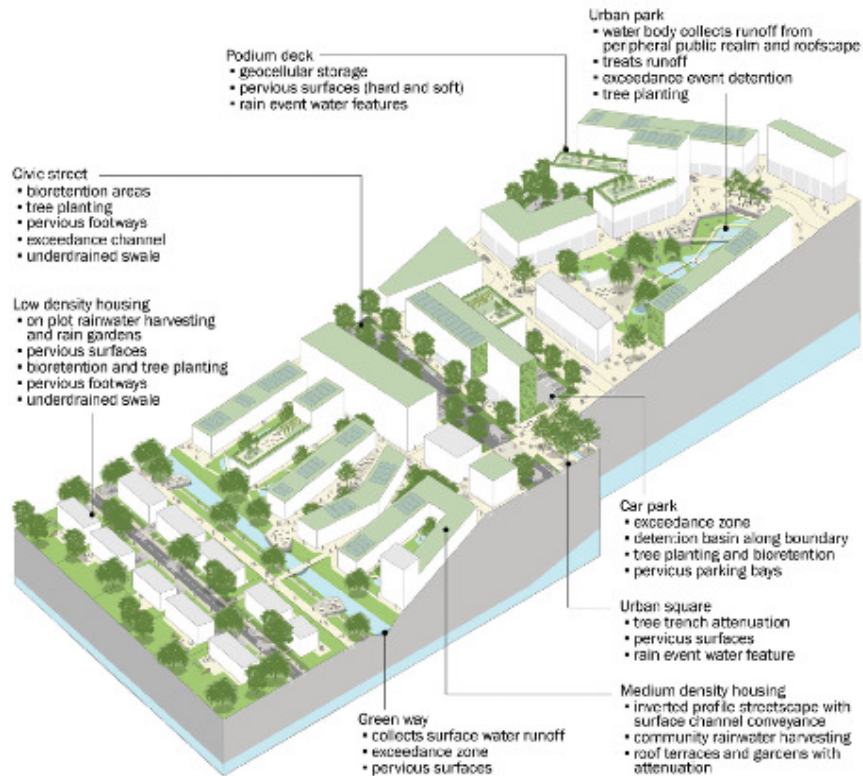 Urban park
▪ water body collects runoff from
peripheral public realm and roofscape
▪ treats runoff
▪ exceedance event detention
▪ tree planting
Podium deck
▪ geocellular storage
▪ pervious surfaces (hard and soft)
▪ rain event water features
Civic street
▪ bioretention areas
▪ tree planting
▪ pervious footways
▪ exceedance channel
▪ underdrained swale
Low density housing
▪ on plot rainwater harvesting
and rain gardens
▪ pervious surfaces
▪ bioretention and tree planting
▪ pervious footways
▪ underdrained swale
Car park
▪ exceedance zone
▪ detention basin along boundary
▪ tree planting and bioretention
▪ pervious parking bays
Urban square
▪ tree trench attenuation
▪ pervious surfaces
▪ rain event water feature
Medium density housing
▪ inverted profile streetscape with
surface channel conveyance
▪ community rainwater harvesting
▪ roof terraces and gardens with
attenuation
Green way
▪ collects surface water runoff
▪ exceedance zone
▪ pervious surfaces